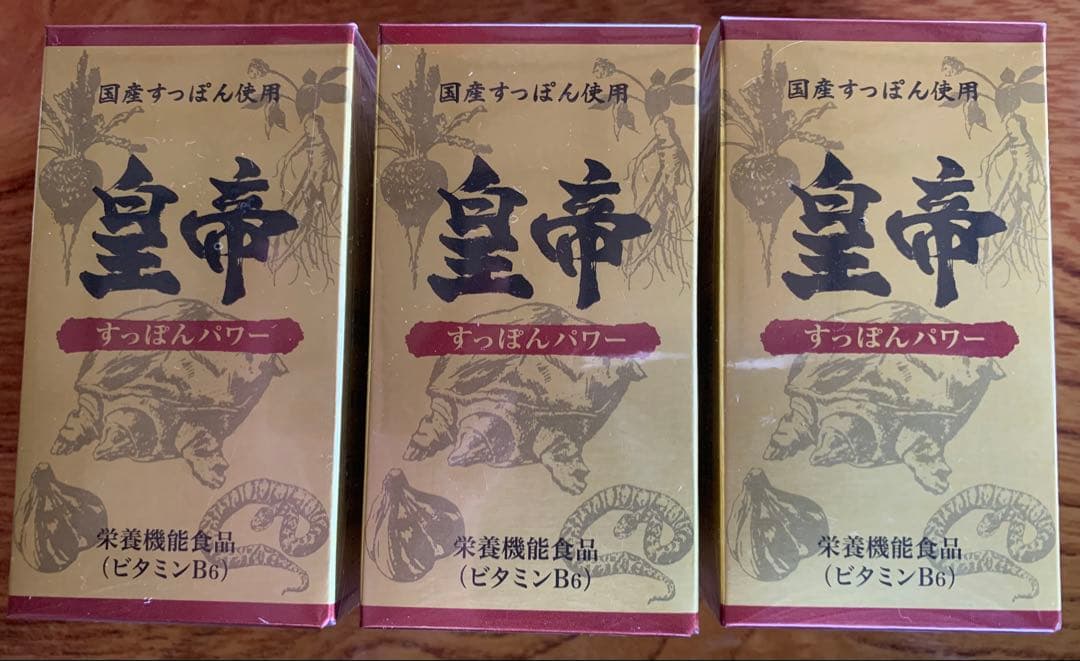 国産すっぽん使用
皇帝
すっぽんパワー
栄養機能食品
(ビタミンB6)
国産すっぽん使用
皇帝
すっぽんパワー
栄養機能食品
(ビタミンB6)
国産すっぽん使用
皇帝
すっぽんパワー
栄養機能食品
(ビタミンB6)